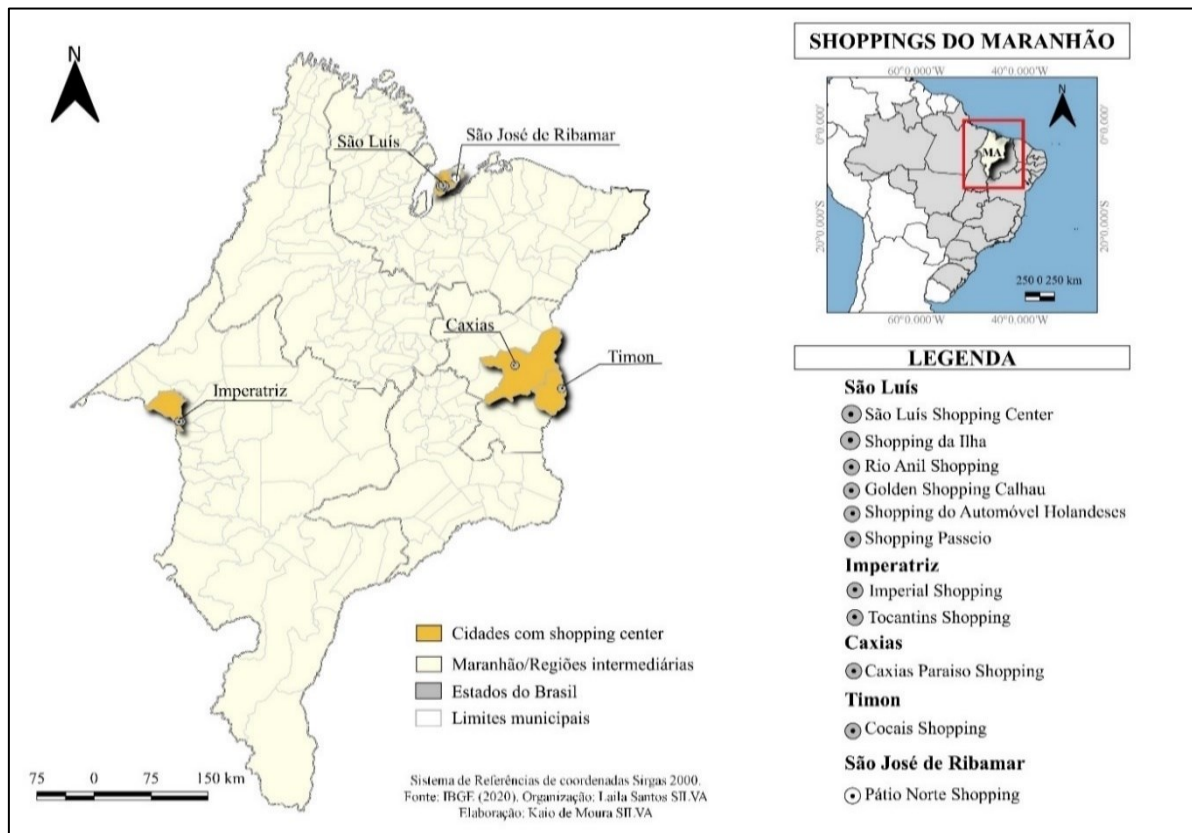 N
São Luís
São José de Ribamar
Caxias
Timon
Imperatriz
Cidades com shopping center
Maranhão/Regiões intermediárias
Estados do Brasil
Limites municipais
75 0 75 150 km
Sistema de Referências de coordenadas Sirgas 2000.
Fonte: IBGE (2020). Organização: Laila Santos SILVA
Elaboração: Kaio de Moura SILVA
SHOPPINGS DO MARANHÃO
60°0.000'W 40°0.000'W
N
0°0.000' 0°0.000'
MA
20°0.000'S 20°0.000'S
250 0 250 km
60°0.000'W 40°0.000'W
LEGENDA
São Luís
São Luís Shopping Center
Shopping da Ilha
Rio Anil Shopping
Golden Shopping Calhau
Shopping do Automóvel Holandeses
Shopping Passeio
Imperatriz
Imperial Shopping
Tocantins Shopping
Caxias
Caxias Paraiso Shopping
Timon
Cocais Shopping
São José de Ribamar
Pátio Norte Shopping